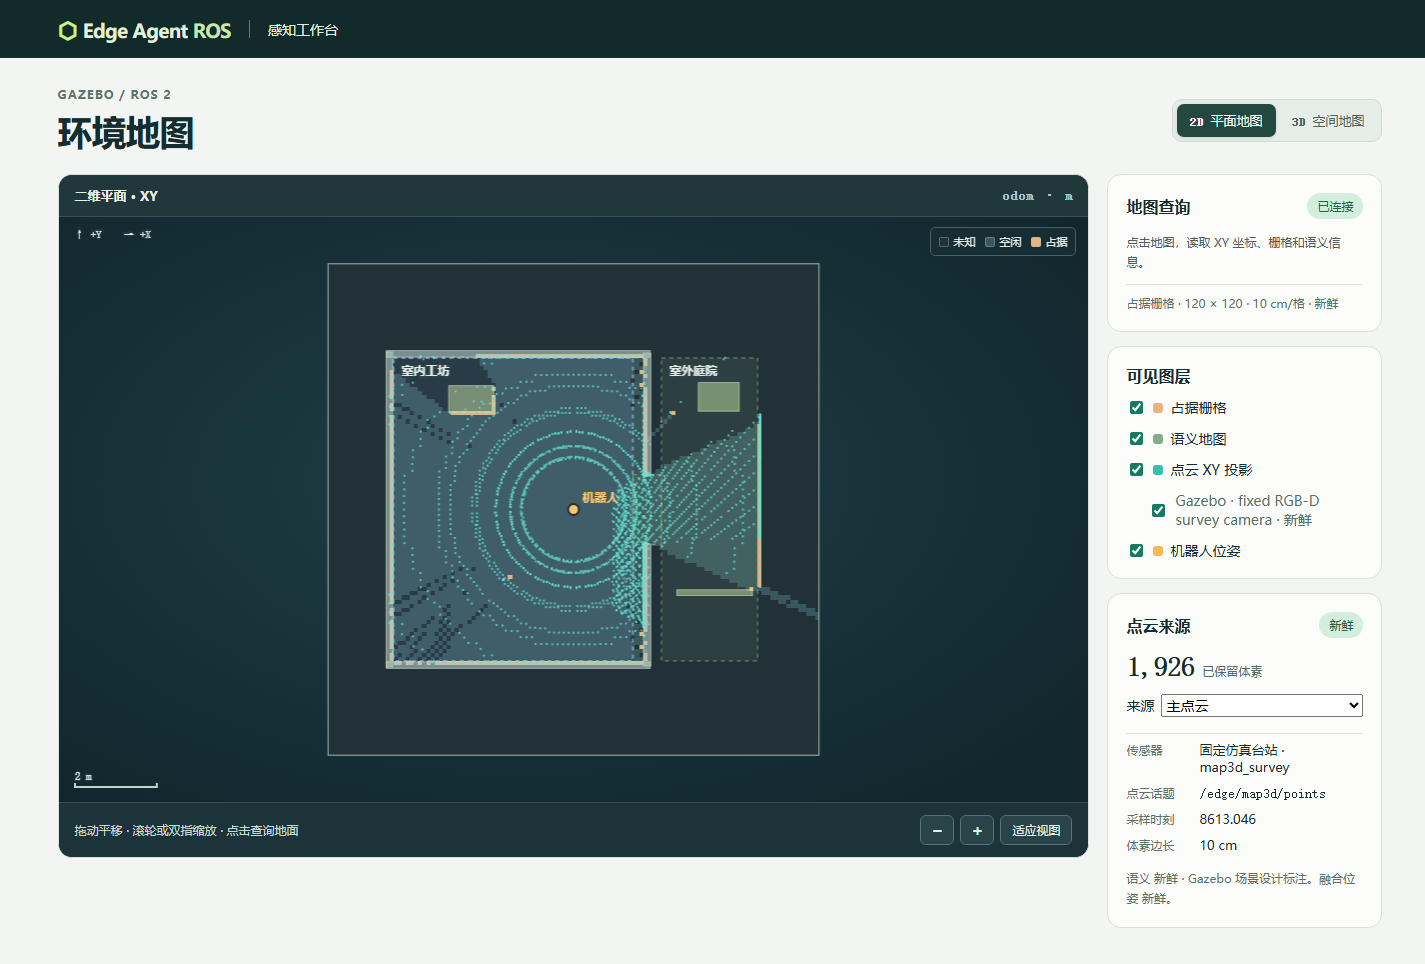 Edge Agent ROS
感知工作台
GAZEBO / ROS 2
环境地图
2D 平面地图
3D 空间地图
二维平面 • XY
odom · m
↑ +Y → +X
未知 空闲 占据
室内工坊
室外庭院
机器人
2 m
拖动平移 · 滚轮或双指缩放 · 点击查询地面
−
+
适应视图
地图查询
已连接
点击地图，读取 XY 坐标、栅格和语义信
息。
占据栅格 · 120 × 120 · 10 cm/格 · 新鲜
可见图层
占据栅格
语义地图
点云 XY 投影
Gazebo · fixed RGB-D
survey camera · 新鲜
机器人位姿
点云来源
新鲜
1,926 已保留体素
来源 主点云
传感器 固定仿真台站 ·
map3d_survey
点云话题 /edge/map3d/points
采样时刻 8613.046
体素边长 10 cm
语义 新鲜 · Gazebo 场景设计标注。融合位
姿 新鲜。